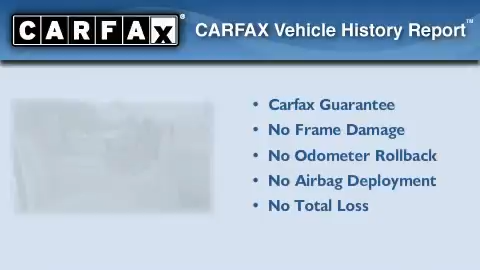 CARFAX® CARFAX Vehicle History Report™
• Carfax Guarantee
• No Frame Damage
• No Odometer Rollback
• No Airbag Deployment
• No Total Loss